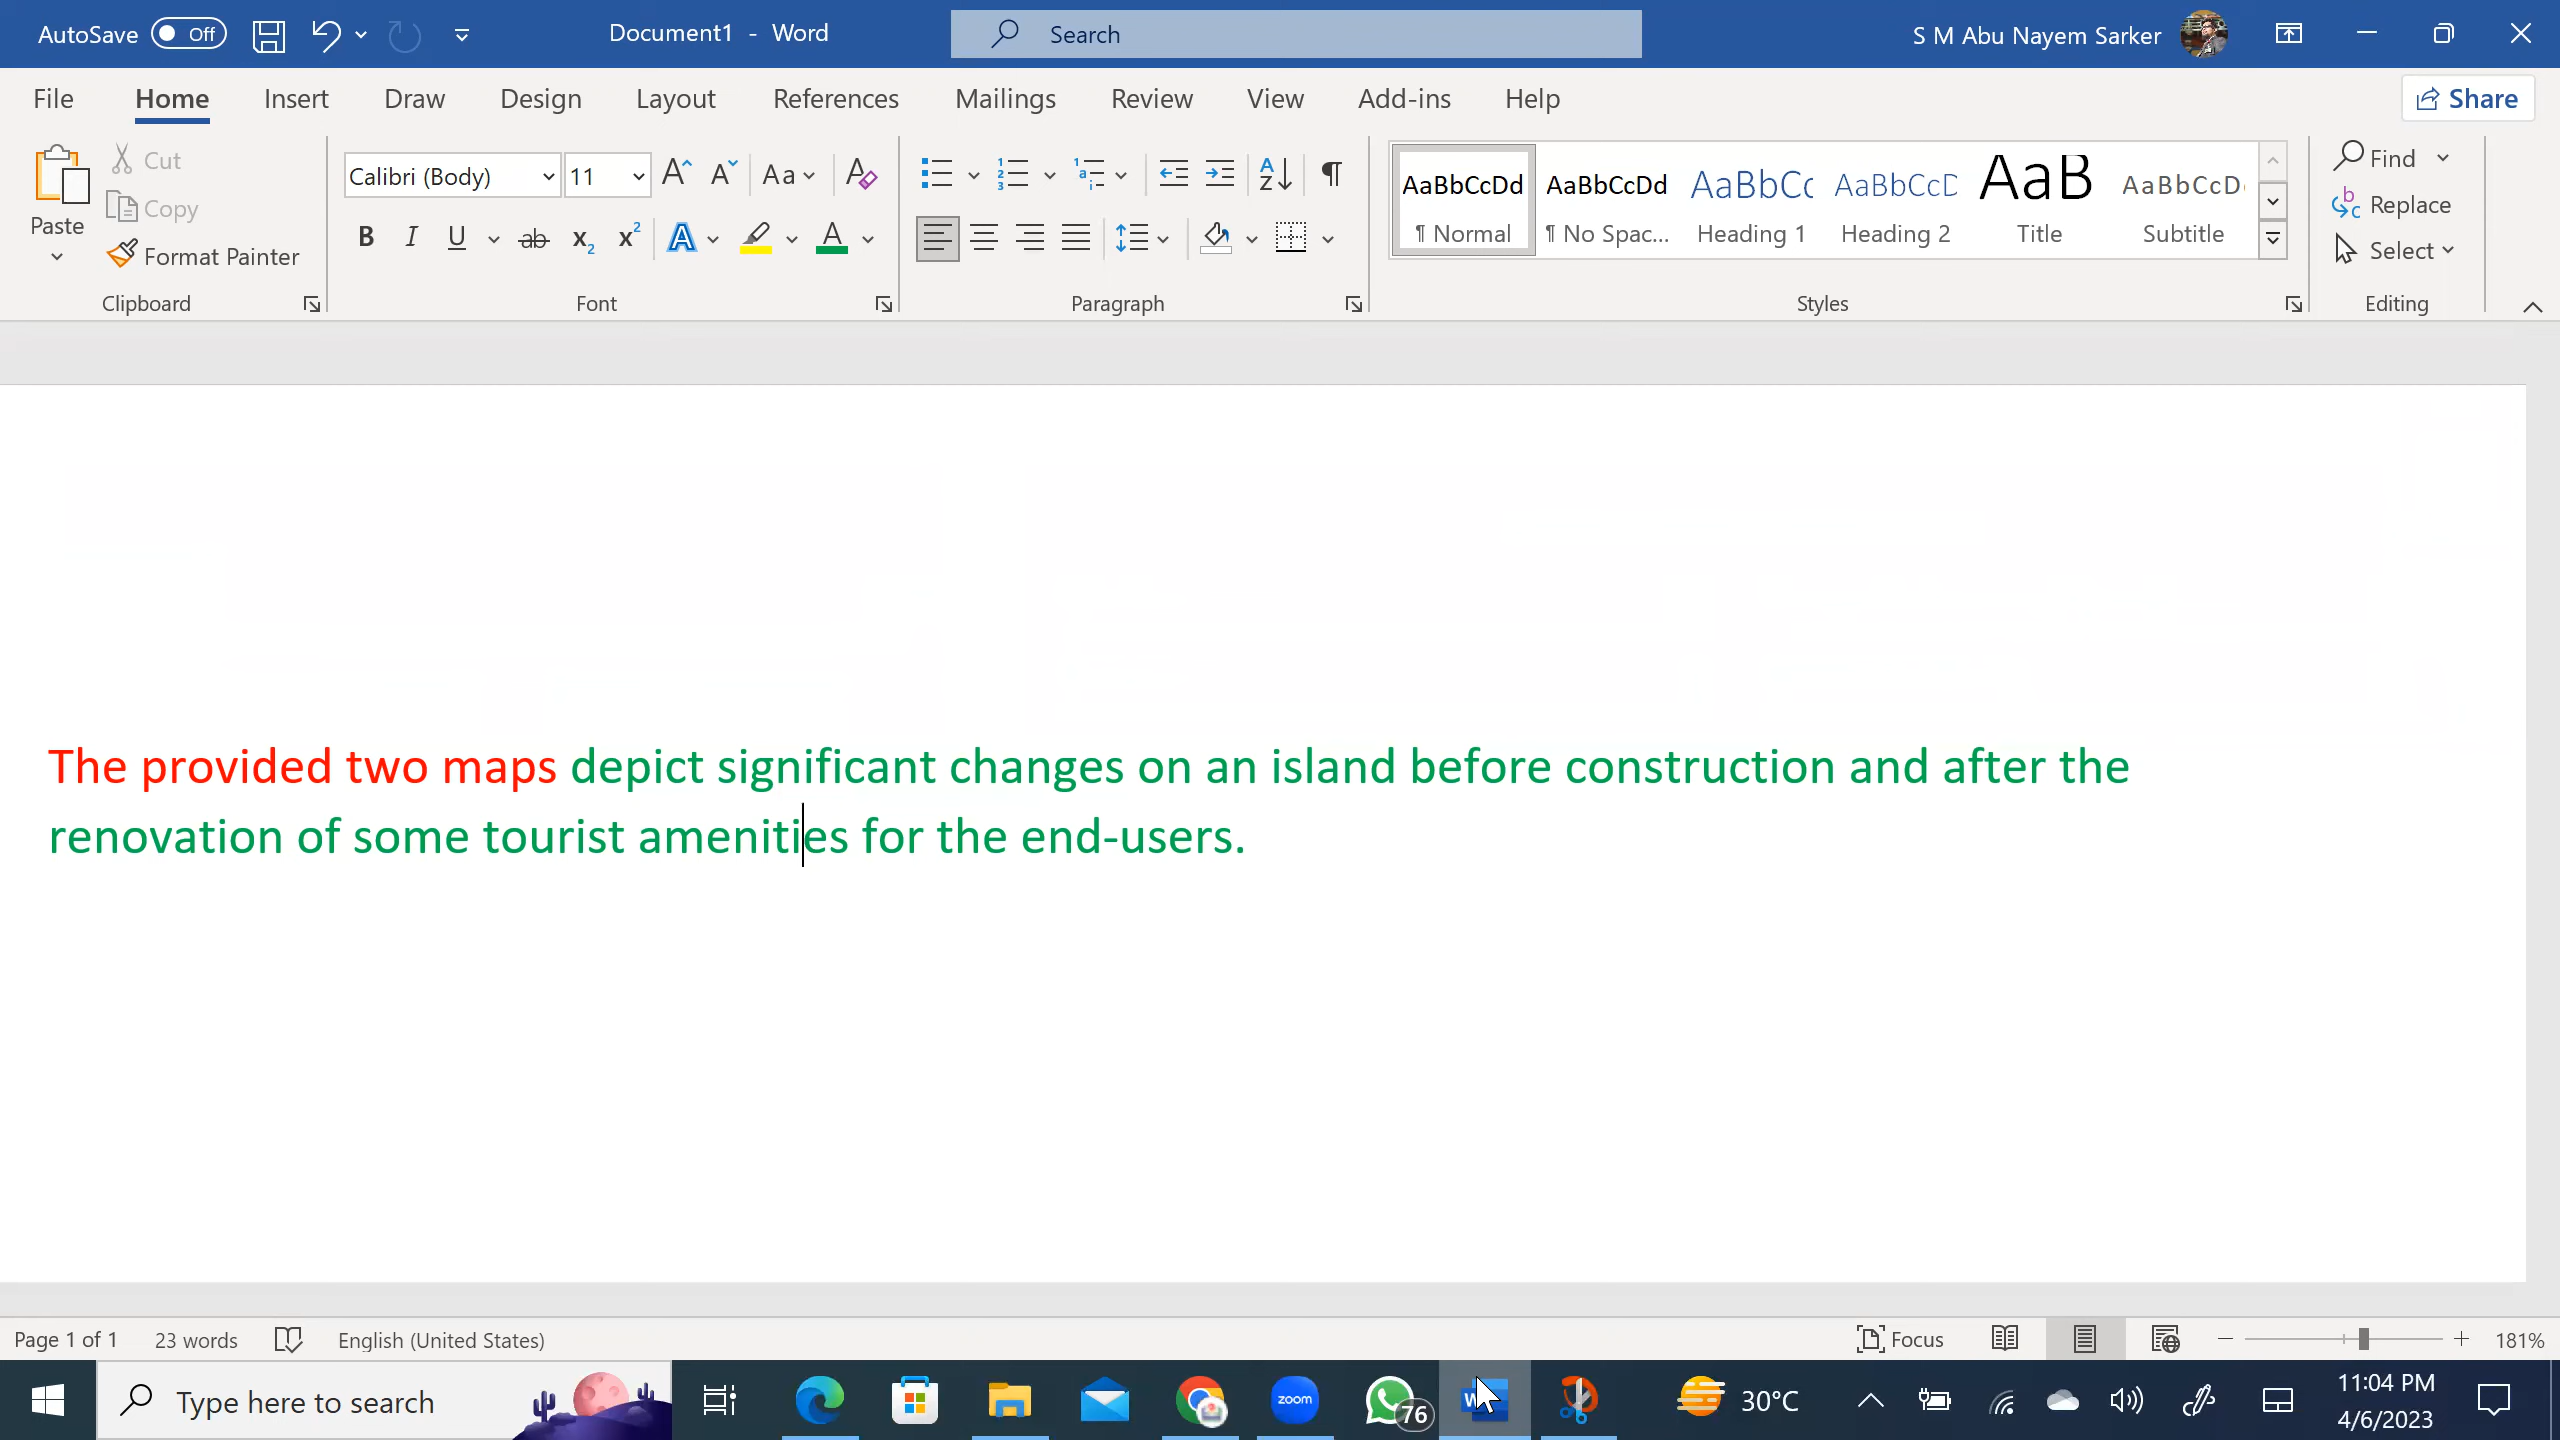 AutoSave Off Document1 - Word Search S M Abu Nayem Sarker
File Home Insert Draw Design Layout References Mailings Review View Add-ins Help Share
Paste Cut Copy Format Painter
Clipboard
Calibri (Body) 11
Font
Paragraph
AaBbCcDd AaBbCcDd AaBbCc AaBbCcD AaB AaBbCcD
¶ Normal ¶ No Spac... Heading 1 Heading 2 Title Subtitle
Styles
Find
Replace
Select
Editing
The provided two maps depict significant changes on an island before construction and after the
renovation of some tourist amenities for the end-users.
Page 1 of 1 23 words English (United States) Focus 181%
Type here to search zoom 76 30°C 11:04 PM
4/6/2023